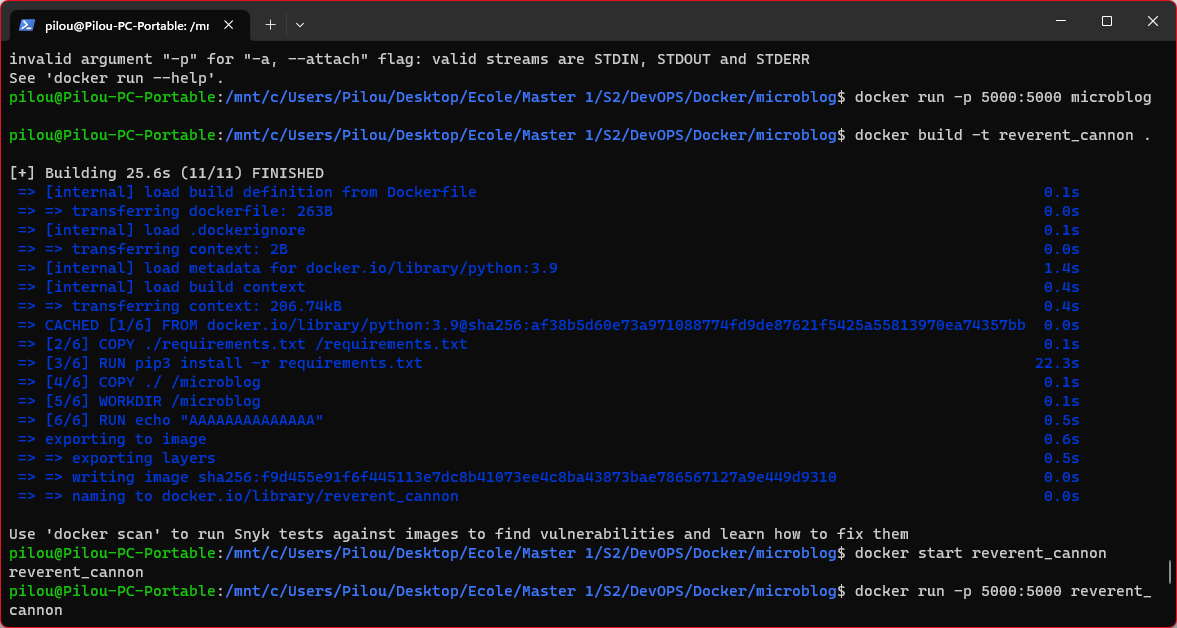 pilou@Pilou-PC-Portable: /mn
invalid argument "-p" for "-a, --attach" flag: valid streams are STDIN, STDOUT and STDERR
See 'docker run --help'.
pilou@Pilou-PC-Portable:/mnt/c/Users/Pilou/Desktop/Ecole/Master 1/S2/DevOPS/Docker/microblog$ docker run -p 5000:5000 microblog
pilou@Pilou-PC-Portable:/mnt/c/Users/Pilou/Desktop/Ecole/Master 1/S2/DevOPS/Docker/microblog$ docker build -t reverent_cannon .
[+] Building 25.6s (11/11) FINISHED
=> [internal] load build definition from Dockerfile 0.1s
=> => transferring dockerfile: 263B 0.0s
=> [internal] load .dockerignore 0.1s
=> => transferring context: 2B 0.0s
=> [internal] load metadata for docker.io/library/python:3.9 1.4s
=> [internal] load build context 0.4s
=> => transferring context: 206.74kB 0.4s
=> CACHED [1/6] FROM docker.io/library/python:3.9@sha256:af38b5d60e73a971088774fd9de87621f5425a55813970ea74357bb 0.0s
=> [2/6] COPY ./requirements.txt /requirements.txt 0.1s
=> [3/6] RUN pip3 install -r requirements.txt 22.3s
=> [4/6] COPY ./ /microblog 0.1s
=> [5/6] WORKDIR /microblog 0.1s
=> [6/6] RUN echo "AAAAAAAAAAAAAA" 0.5s
=> exporting to image 0.6s
=> => exporting layers 0.5s
=> => writing image sha256:f9d455e91f6f445113e7dc8b41073ee4c8ba43873bae786567127a9e449d9310 0.0s
=> => naming to docker.io/library/reverent_cannon 0.0s
Use 'docker scan' to run Snyk tests against images to find vulnerabilities and learn how to fix them
pilou@Pilou-PC-Portable:/mnt/c/Users/Pilou/Desktop/Ecole/Master 1/S2/DevOPS/Docker/microblog$ docker start reverent_cannon
reverent_cannon
pilou@Pilou-PC-Portable:/mnt/c/Users/Pilou/Desktop/Ecole/Master 1/S2/DevOPS/Docker/microblog$ docker run -p 5000:5000 reverent_
cannon